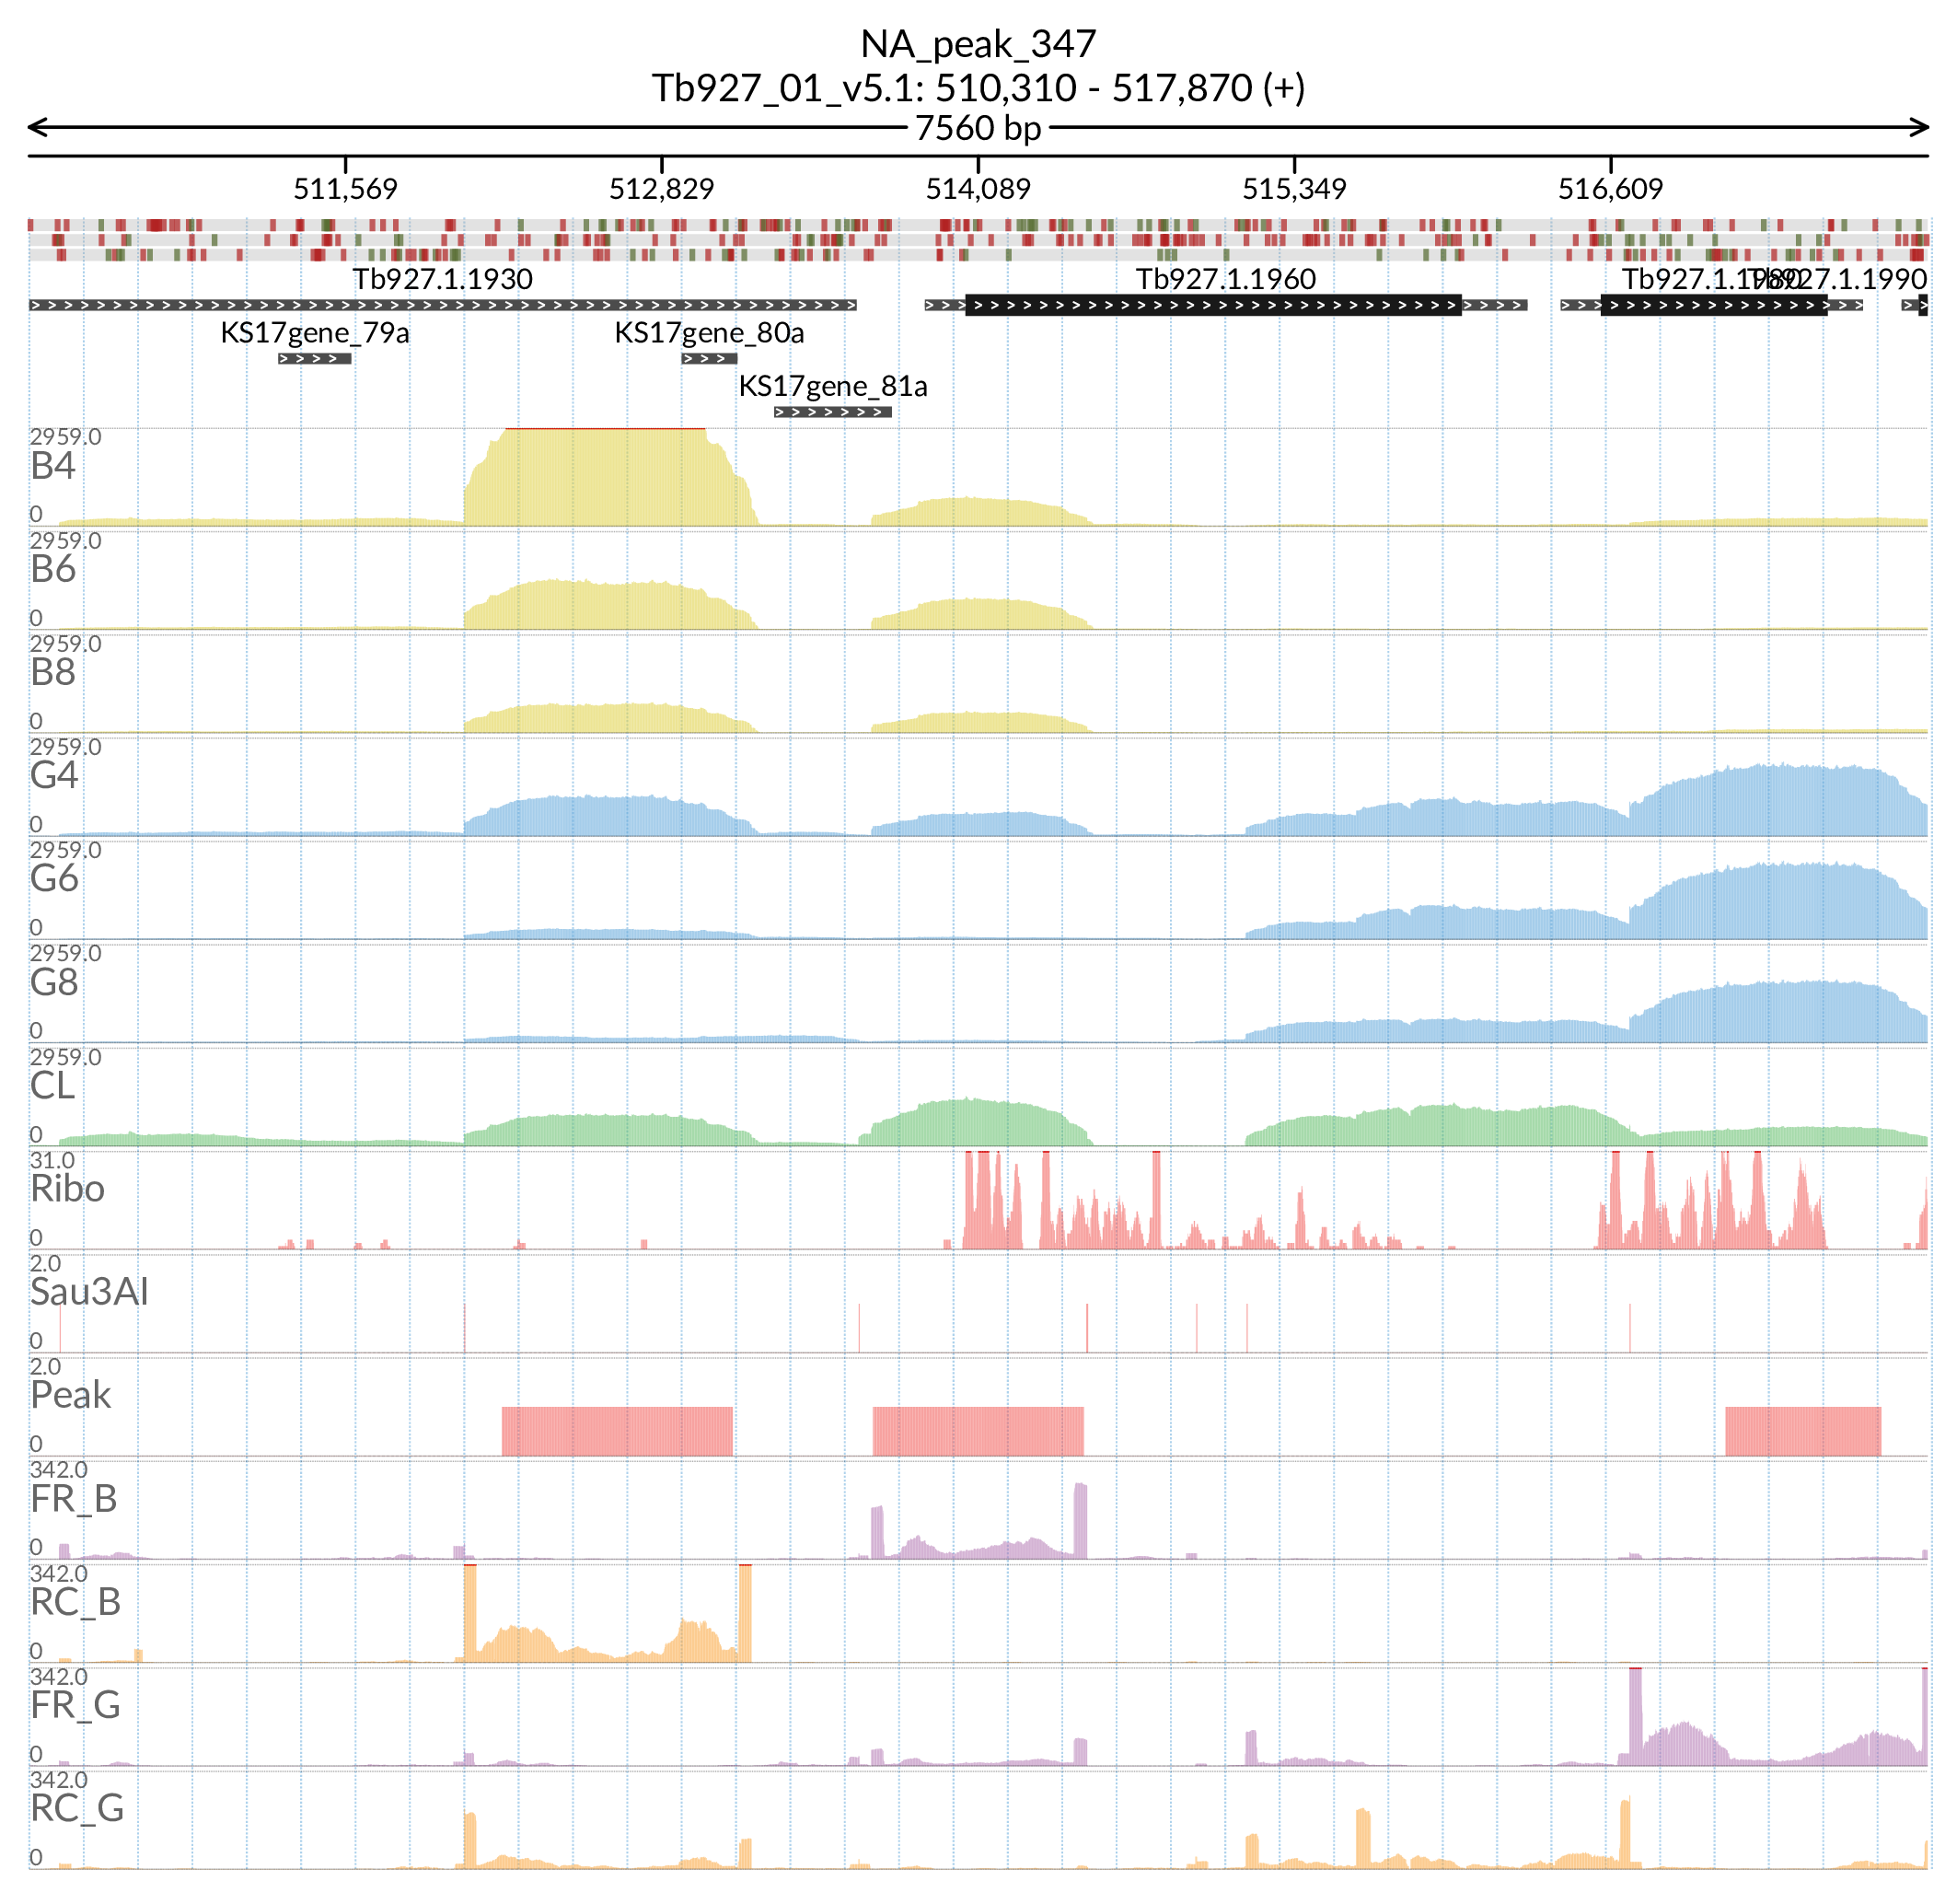 NA_peak_347
Tb927_01_v5.1: 510,310 - 517,870 (+)
7560 bp
511,569 512,829 514,089 515,349 516,609
Tb927.1.1930 Tb927.1.1960 Tb927.1.1980 Tb927.1.1990
KS17gene_79a KS17gene_80a
KS17gene_81a
2959.0
B4
0
2959.0
B6
0
2959.0
B8
0
2959.0
G4
0
2959.0
G6
0
2959.0
G8
0
2959.0
CL
0
31.0
Ribo
0
2.0
Sau3AI
0
2.0
Peak
0
342.0
FR_B
0
342.0
RC_B
0
342.0
FR_G
0
342.0
RC_G
0